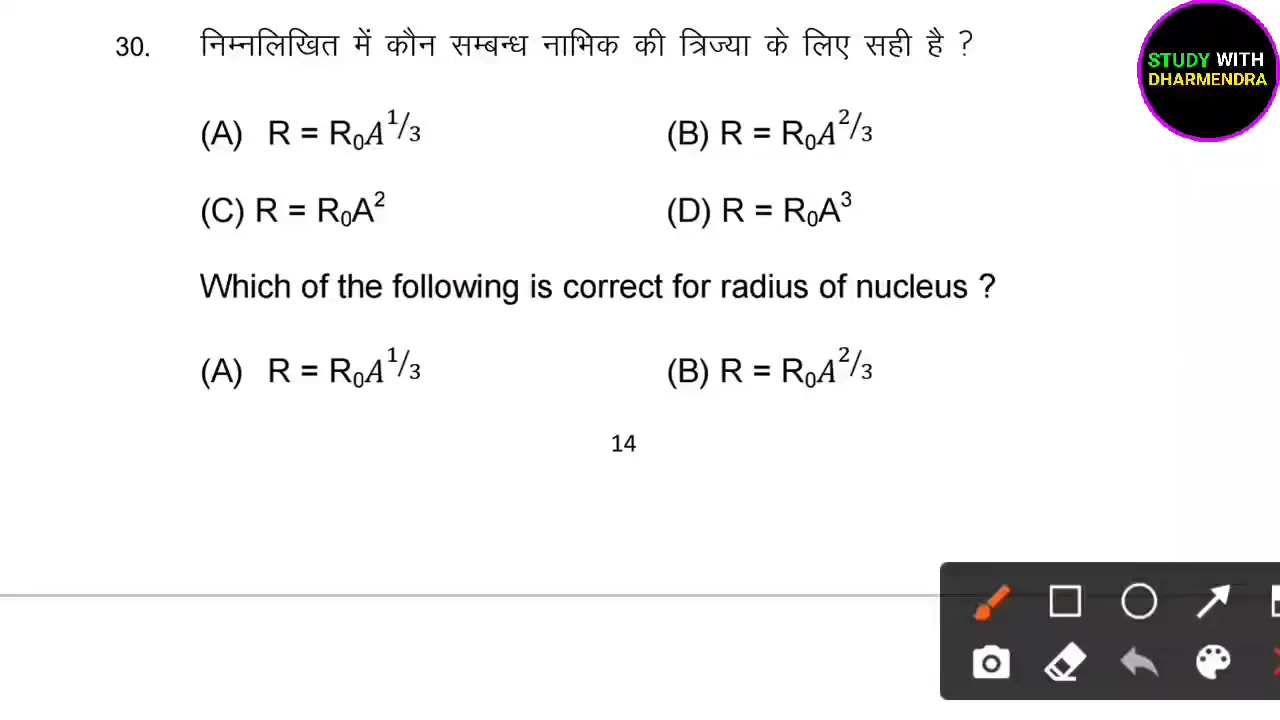 30. निम्नलिखित में कौन सम्बन्ध नाभिक की त्रिज्या के लिए सही है ?
(A) R = R₀A^1/3 (B) R = R₀A^2/3
(C) R = R₀A² (D) R = R₀A³
Which of the following is correct for radius of nucleus ?
(A) R = R₀A^1/3 (B) R = R₀A^2/3
14
STUDY WITH
DHARMENDRA